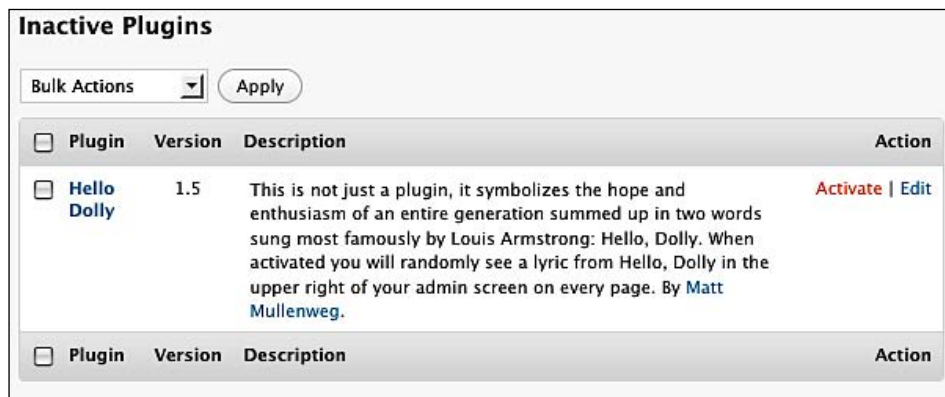 Inactive Plugins
Bulk Actions Apply
Plugin Version Description Action
Hello Dolly 1.5 This is not just a plugin, it symbolizes the hope and Activate | Edit
enthusiasm of an entire generation summed up in two words
sung most famously by Louis Armstrong: Hello, Dolly. When
activated you will randomly see a lyric from Hello, Dolly in the
upper right of your admin screen on every page. By Matt
Mullenweg.
Plugin Version Description Action